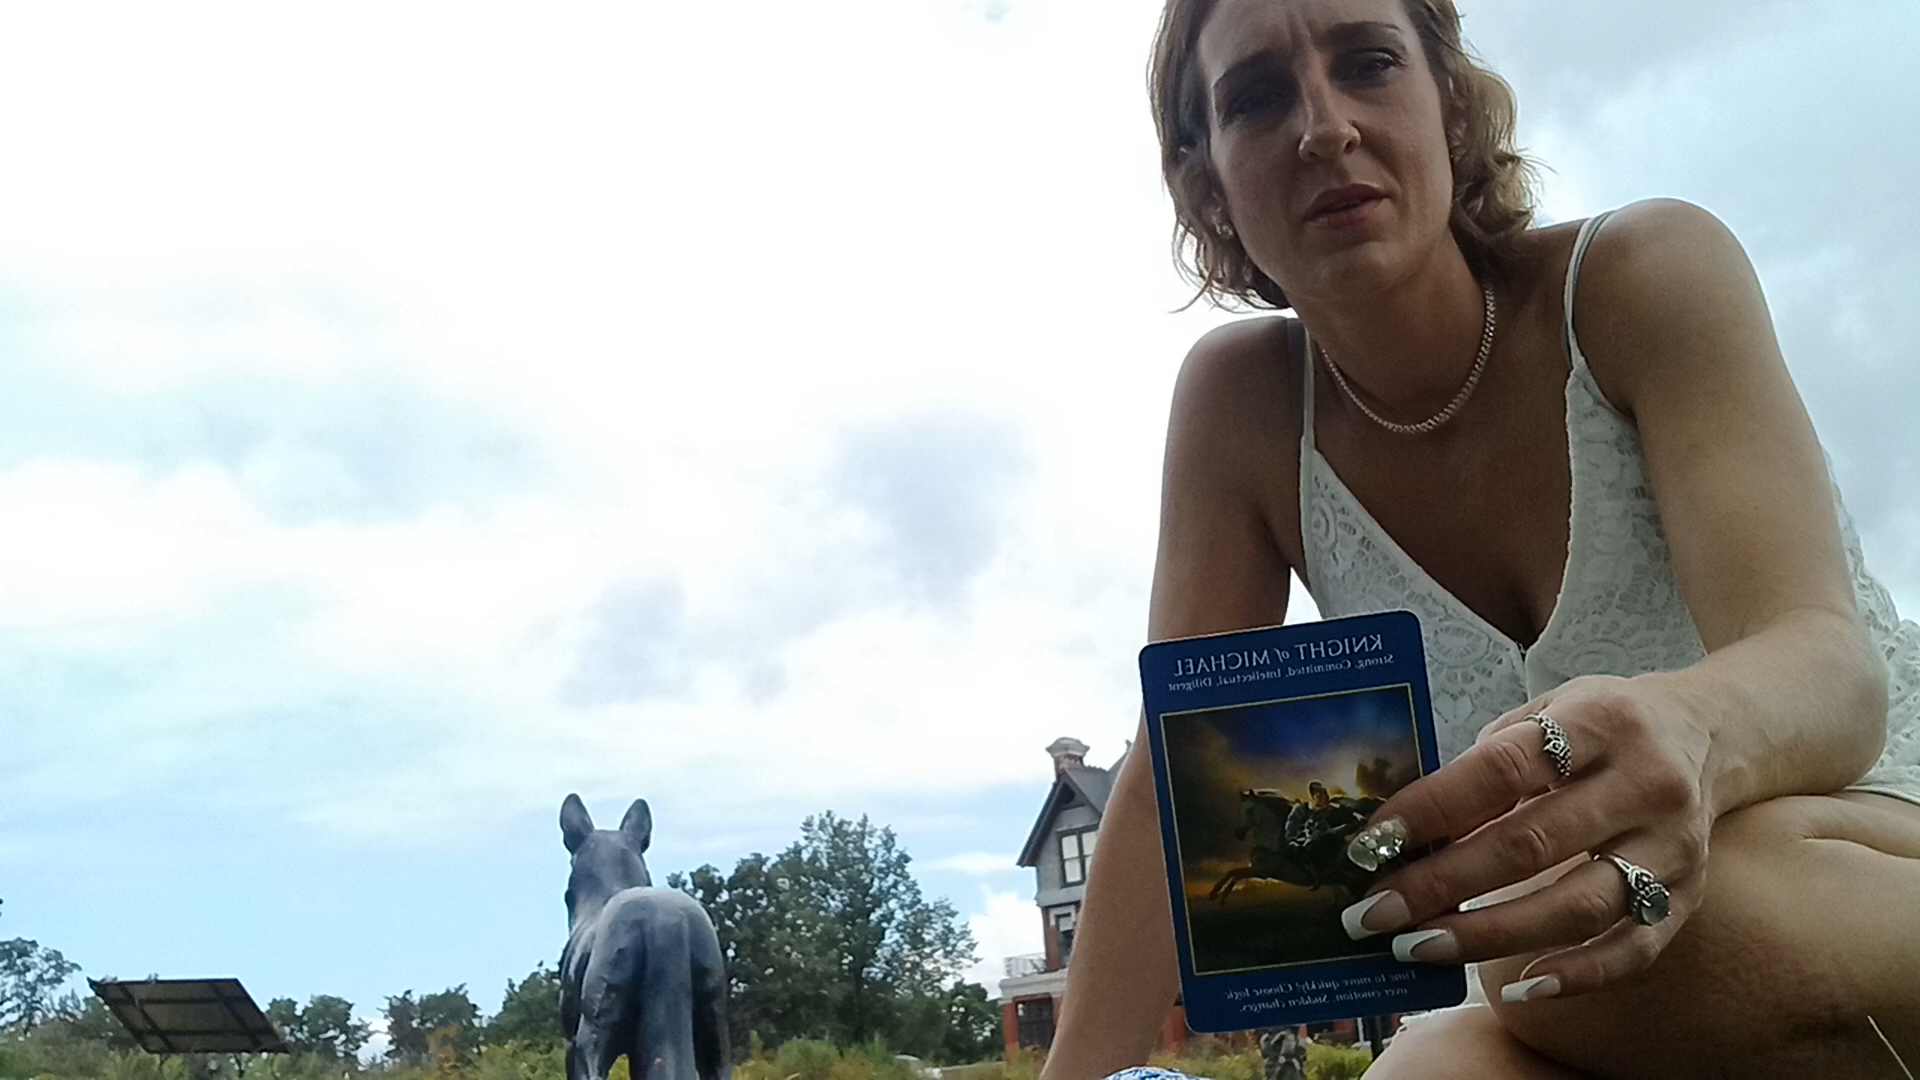 KNIGHT of MICHAEL
Strong, Committed, Intellectual, Diligent
Time to move quickly! Choose logic
over emotion. Sudden changes.